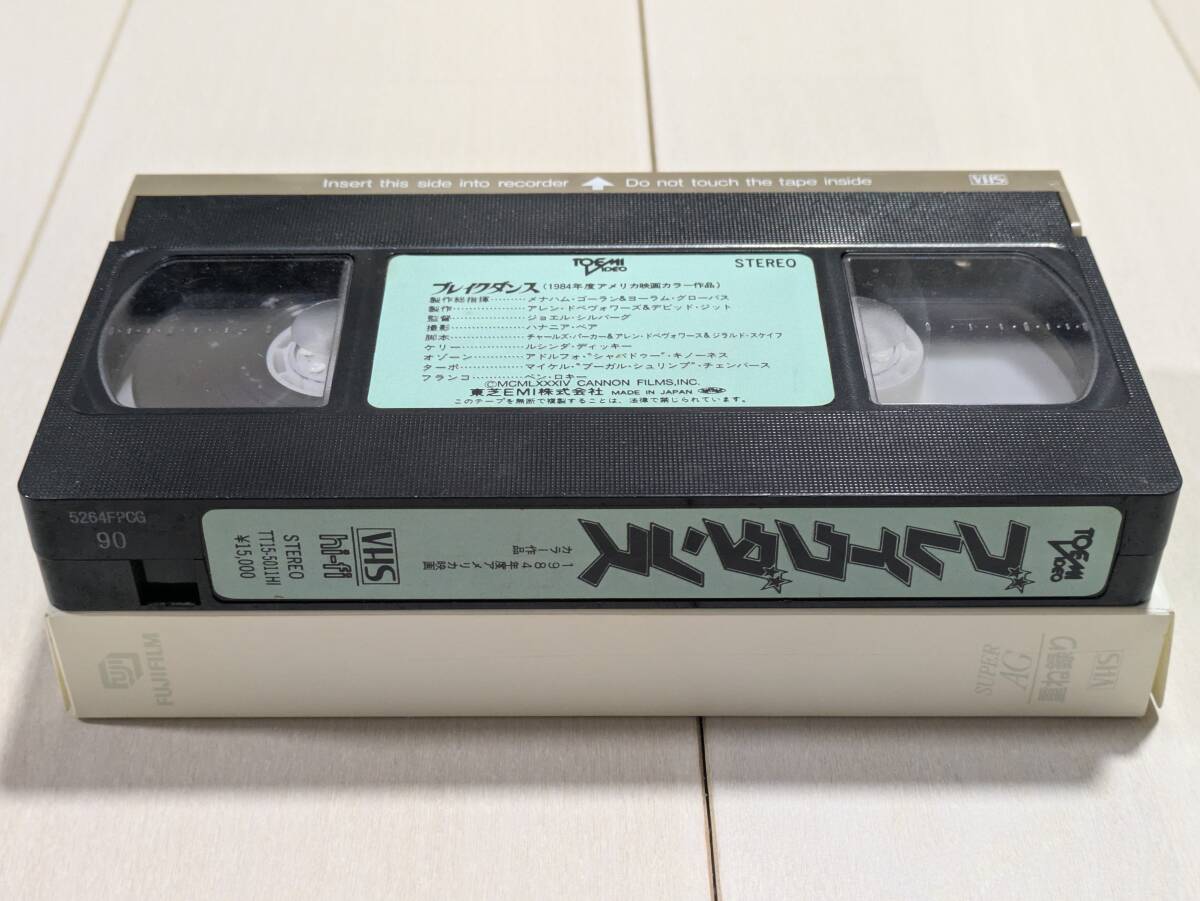 Insert this side into recorder Do not touch the tape inside VHS
TOEMI VIDEO STEREO
ブレイクダンス (1984年度アメリカ映画カラー作品)
製作総指揮………メナハム・ゴーラン&ヨーラム・グローバス
製作………………アレン・ドベヴォワーズ&デビッド・ジット
監督………………ジョエル・シルバーグ
撮影………………ハナニア・ベア
脚本………………チャールズ・パーカー&アレン・ドベヴォワース&ジラルド・スケイフ
ケリー……………ルシンダ・ディッキー
オゾーン…………アドルフォ・"シャバドゥー"・キノーネス
ターボ……………マイケル・"ブーガル・シュリンプ"・チェンバース
フランコ…………ベン・ロキー
©MCMLXXXIV CANNON FILMS,INC.
東芝EMI株式会社 MADE IN JAPAN
このテープを無断で複製することは、法律で禁じられています。
5264FPCG
90
TOEMI VIDEO
ブレイクダンス
1984年度アメリカ映画
カラー作品
VHS
hi-fi
STEREO
TT15-5011HI
¥15,000
FUJI
FUJIFILM
SUPER
AG
重ね録り
VHS